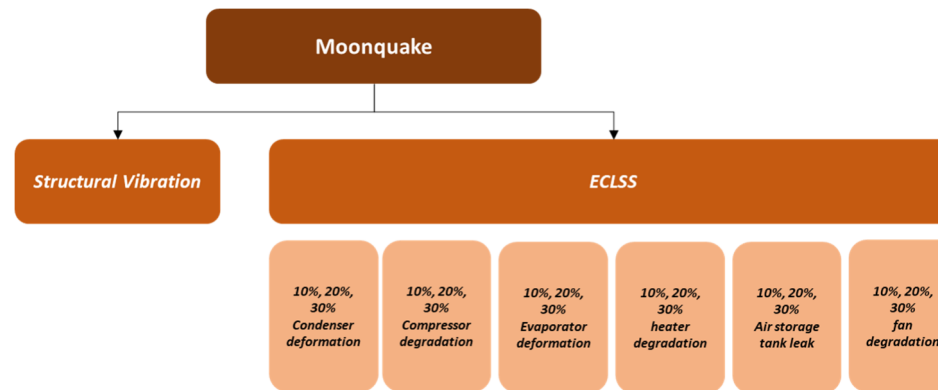 Moonquake
Structural Vibration
ECLSS
10%, 20%,
30%
Condenser
deformation
10%, 20%,
30%
Compressor
degradation
10%, 20%,
30%
Evaporator
deformation
10%, 20%,
30%
heater
degradation
10%, 20%,
30%
Air storage
tank leak
10%, 20%,
30%
fan
degradation